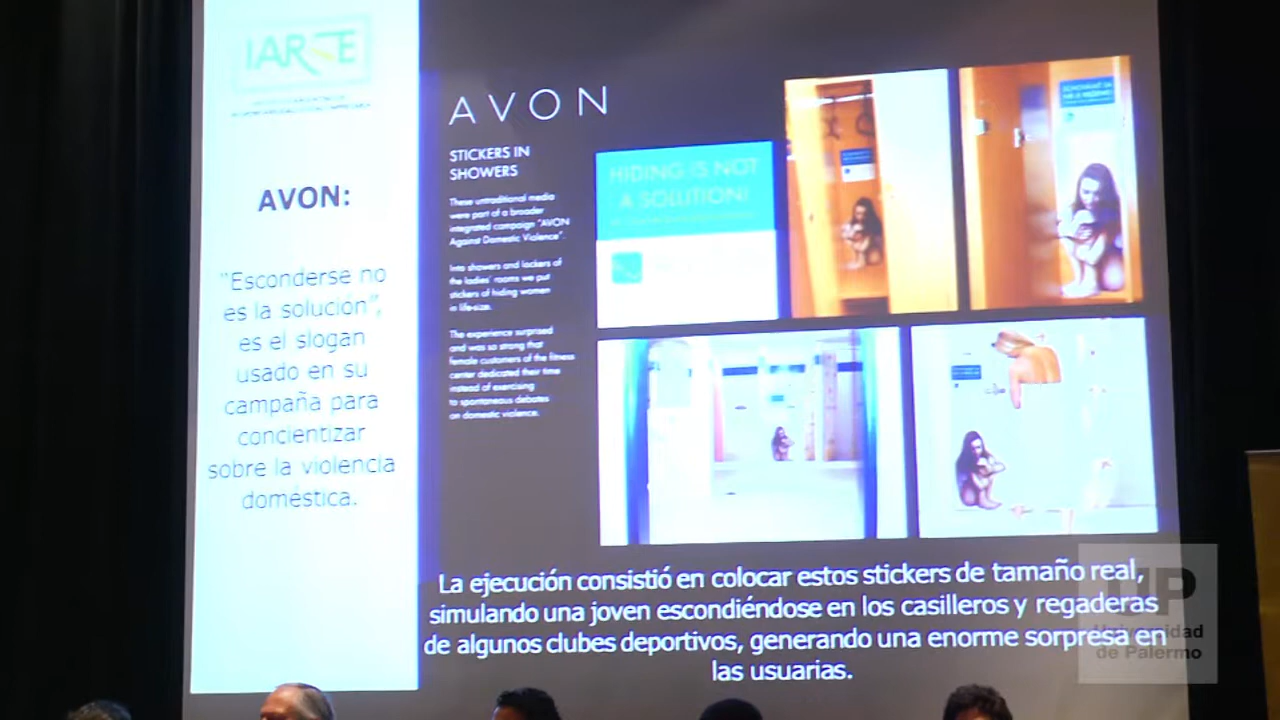 IARSE
AVON:
"Esconderse no
es la solución",
es el slogan
usado en su
campaña para
concientizar
sobre la violencia
doméstica.
AVON
STICKERS IN
SHOWERS
These untraditional media
were part of a broader
integrated campaign "AVON
Against Domestic Violence".
Into showers and lockers of
the ladies' rooms we put
stickers of hiding women
in life-size.
The experience surprised
and was so strong that
female customers of the fitness
center dedicated their time
instead of exercising
to spontaneous debates
on domestic violence.
HIDING IS NOT
A SOLUTION!
La ejecución consistió en colocar estos stickers de tamaño real,
simulando una joven escondiéndose en los casilleros y regaderas
de algunos clubes deportivos, generando una enorme sorpresa en
las usuarias.
UP
Universidad
de Palermo